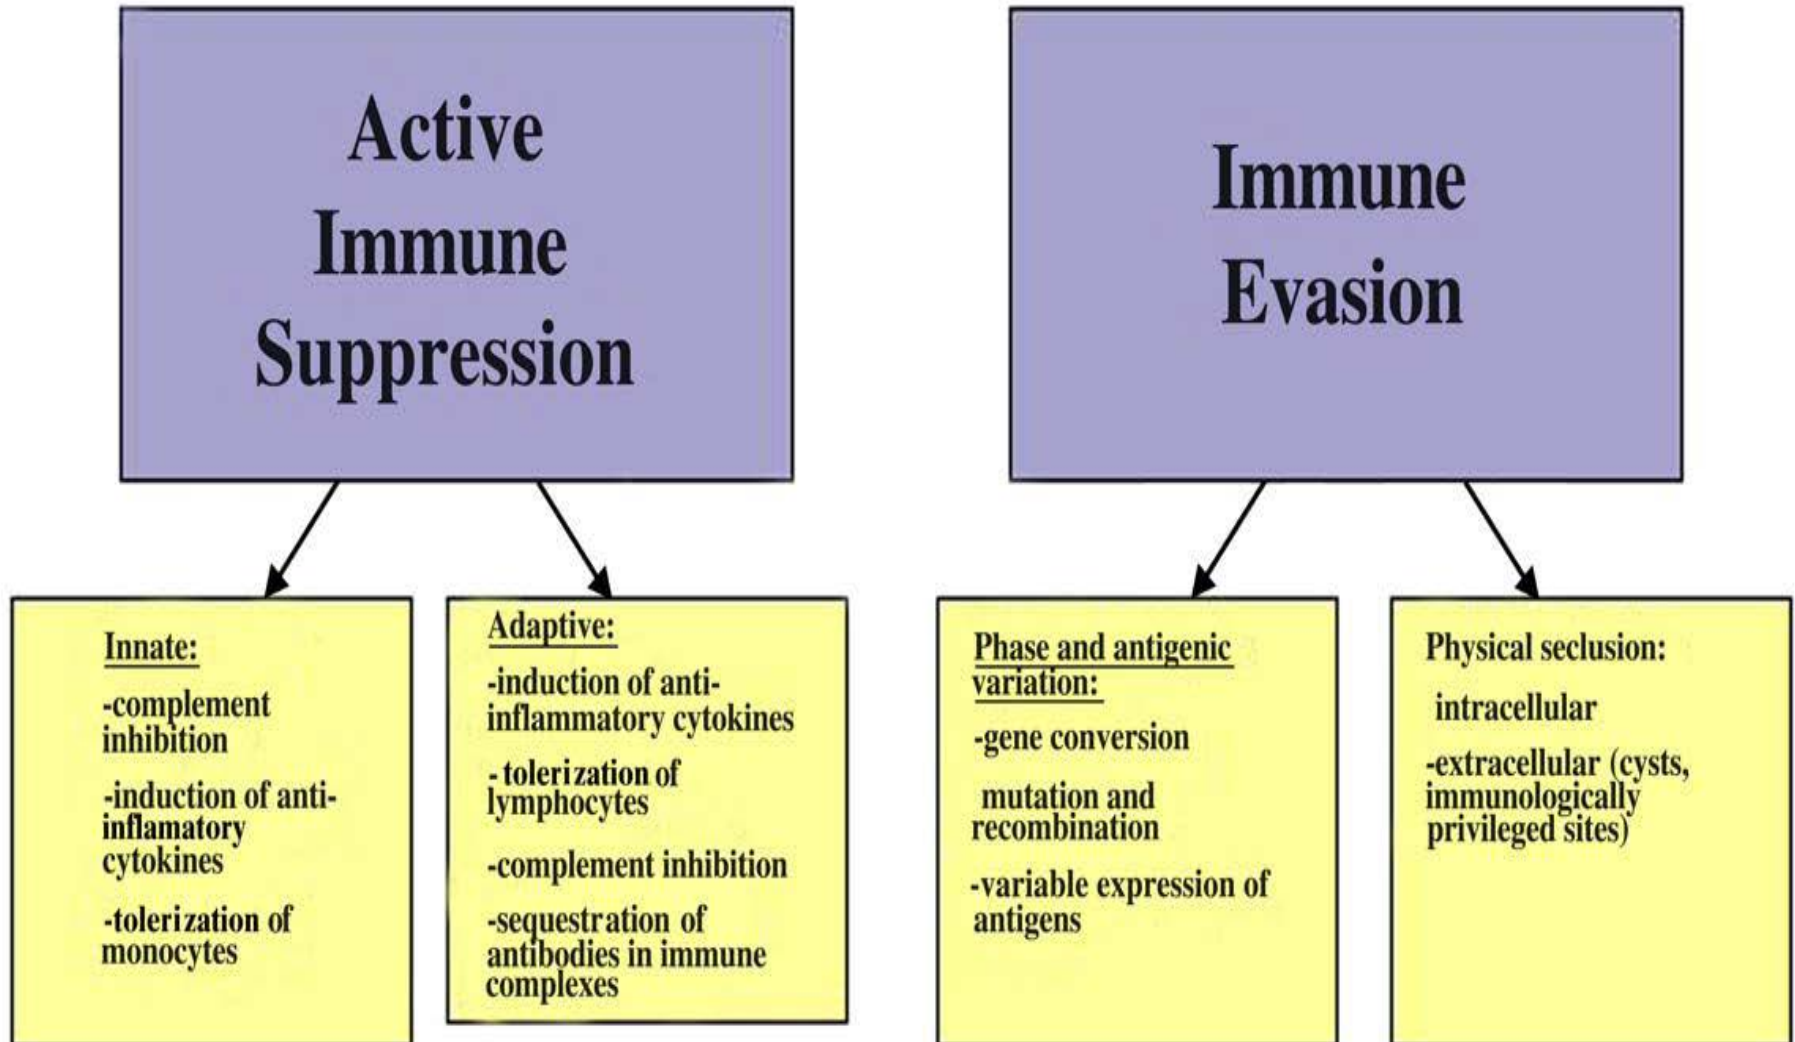 Active
Immune
Suppression
Immune
Evasion
Innate:
-complement
inhibition
-induction of anti-
inflamatory
cytokines
-tolerization of
monocytes
Adaptive:
-induction of anti-
inflammatory cytokines
-tolerization of
lymphocytes
-complement inhibition
-sequestration of
antibodies in immune
complexes
Phase and antigenic
variation:
-gene conversion
mutation and
recombination
-variable expression of
antigens
Physical seclusion:
intracellular
-extracellular (cysts,
immunologically
privileged sites)